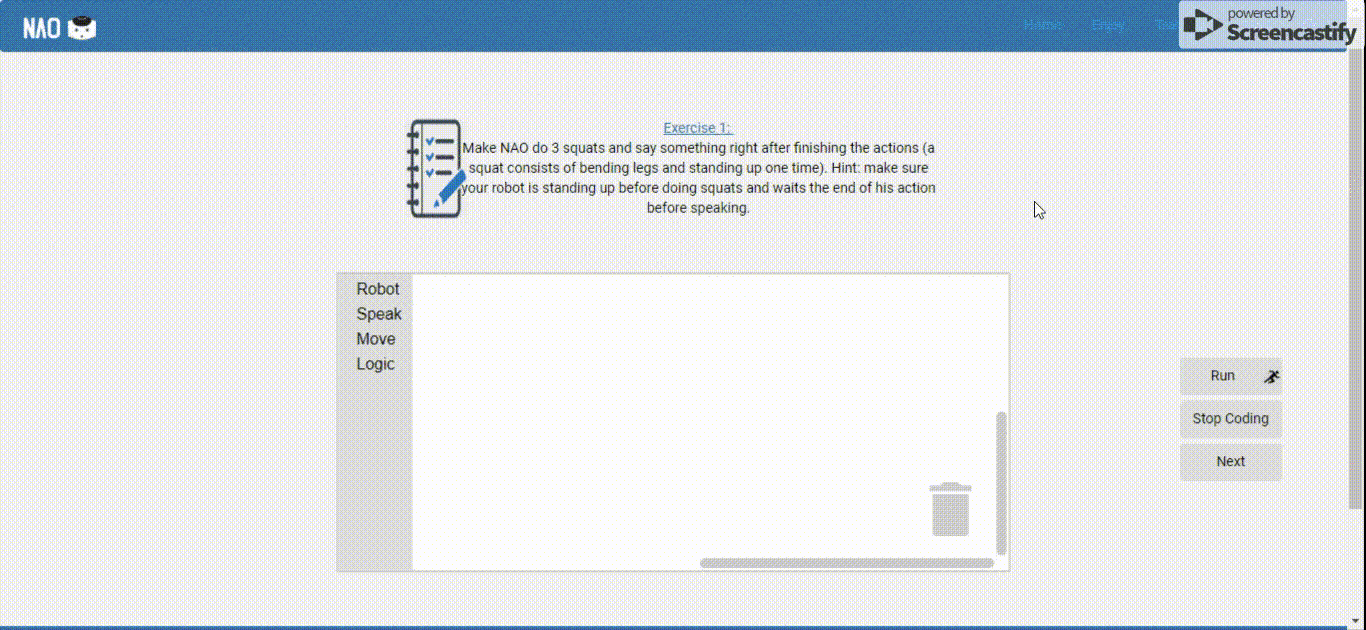 NAO
Home
Enjoy
powered by
Screencastify
Exercise 1:
Make NAO do 3 squats and say something right after finishing the actions (a
squat consists of bending legs and standing up one time). Hint: make sure
your robot is standing up before doing squats and waits the end of his action
before speaking.
Robot
Speak
Move
Logic
Run
Stop Coding
Next